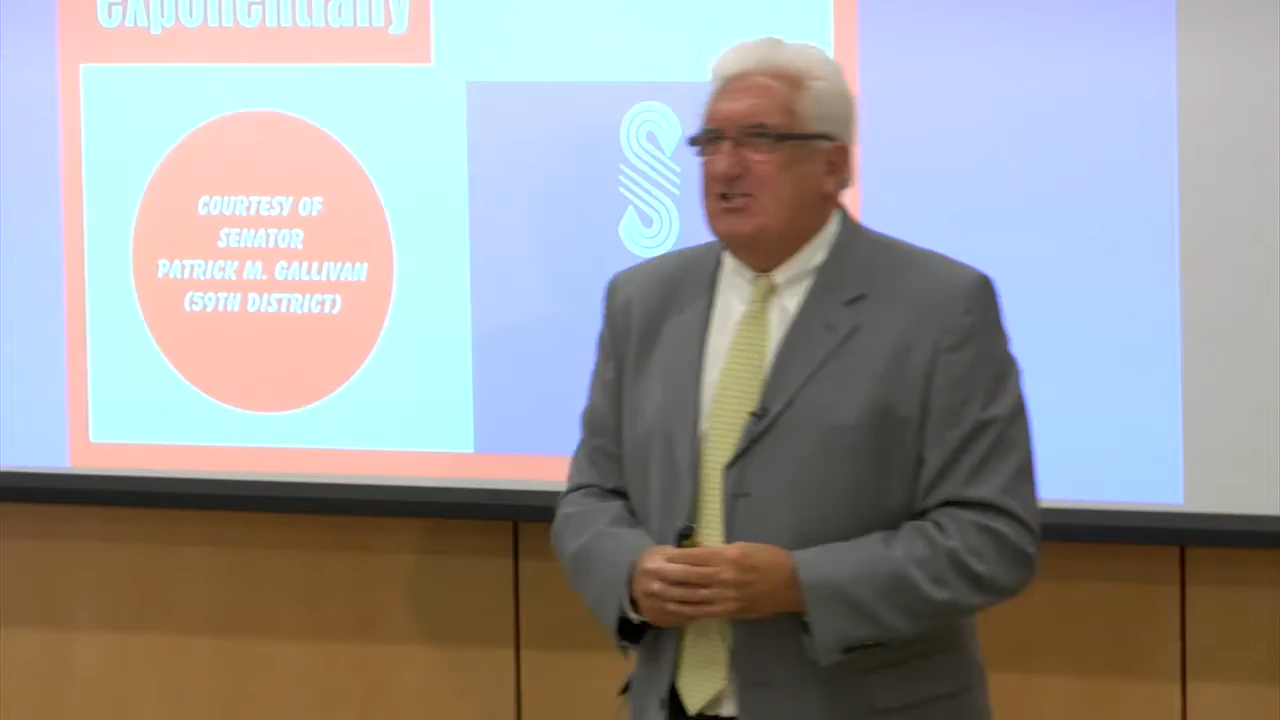 exponentially
COURTESY OF
SENATOR
PATRICK M. GALLIVAN
(59TH DISTRICT)
S